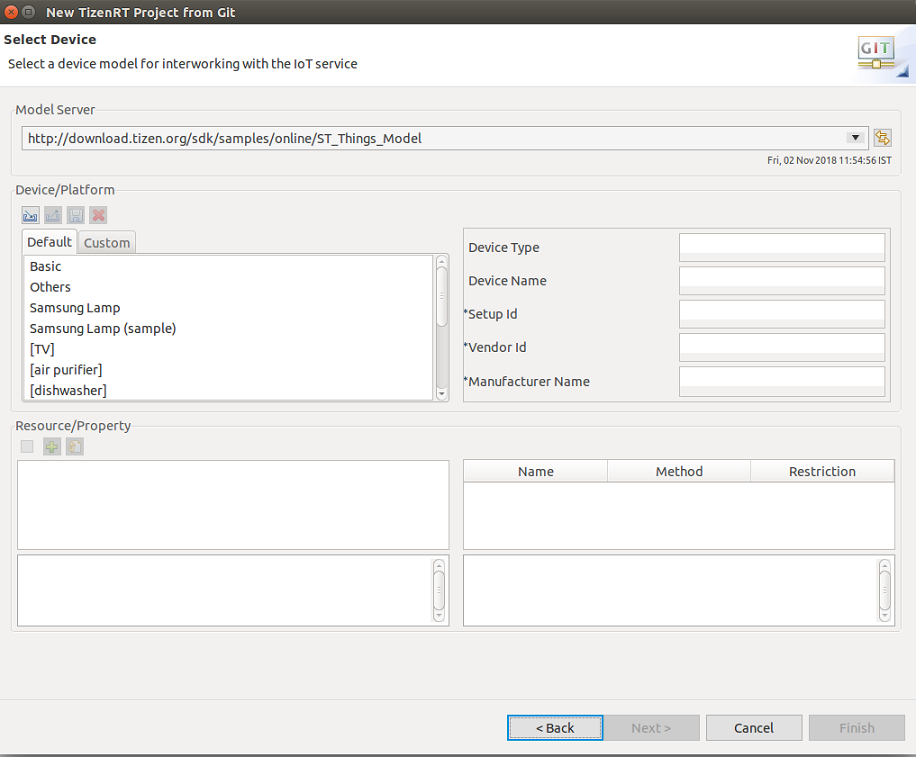 New TizenRT Project from Git
Select Device
Select a device model for interworking with the IoT service
GIT
Model Server
http://download.tizen.org/sdk/samples/online/ST_Things_Model
Fri, 02 Nov 2018 11:54:56 IST
Device/Platform
Default
Custom
Basic
Others
Samsung Lamp
Samsung Lamp (sample)
[TV]
[air purifier]
[dishwasher]
Device Type
Device Name
*Setup Id
*Vendor Id
*Manufacturer Name
Resource/Property
Name Method Restriction
< Back Next > Cancel Finish